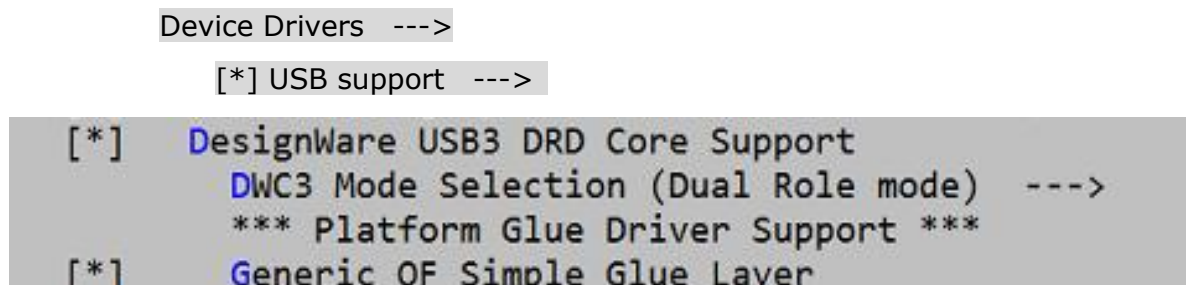 Device Drivers --->
[*] USB support --->
[*] DesignWare USB3 DRD Core Support
DWC3 Mode Selection (Dual Role mode) --->
*** Platform Glue Driver Support ***
[*] Generic OF Simple Glue Layer